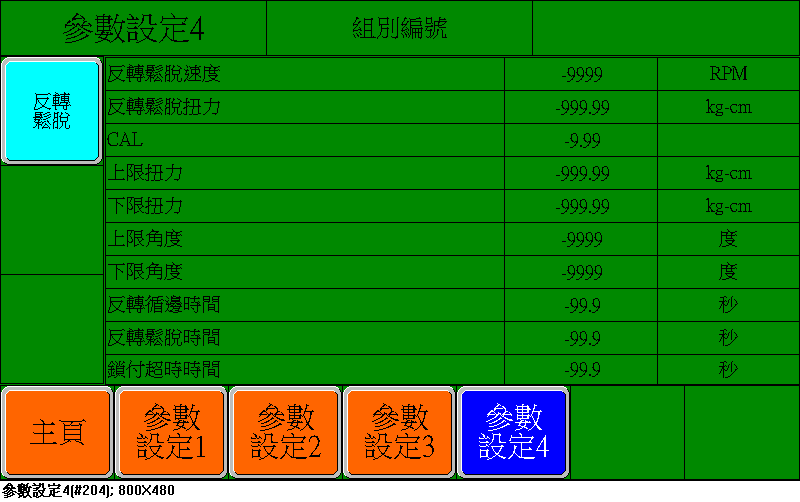 參數設定4 組別編號
反轉
鬆脫
反轉鬆脫速度 -9999 RPM
反轉鬆脫扭力 -999.99 kg-cm
CAL -9.99
上限扭力 -999.99 kg-cm
下限扭力 -999.99 kg-cm
上限角度 -9999 度
下限角度 -9999 度
反轉循邊時間 -99.9 秒
反轉鬆脫時間 -99.9 秒
鎖付超時時間 -99.9 秒
主頁
參數
設定1
參數
設定2
參數
設定3
參數
設定4
參數設定4(#204); 800X480